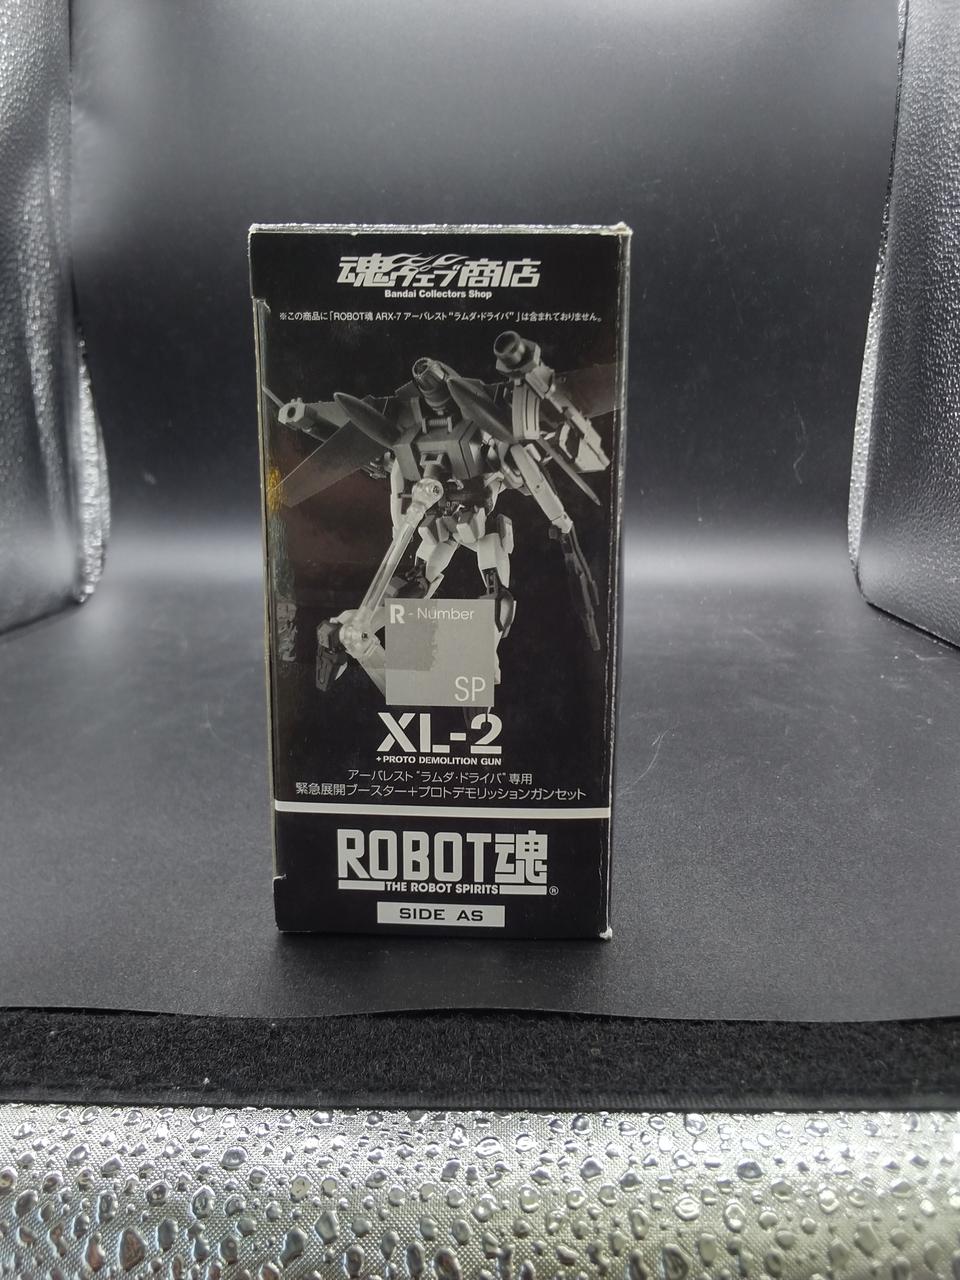 魂ウェブ商店
Bandai Collectors Shop
※この商品に「ROBOT魂 ARX-7 アーバレスト"ラムダ・ドライバ"」は含まれておりません。
R - Number
SP
XL-2
+PROTO DEMOLITION GUN
アーバレスト"ラムダ・ドライバ"専用
緊急展開ブースター+プロトデモリッションガンセット
ROBOT魂
THE ROBOT SPIRITS ®
SIDE AS